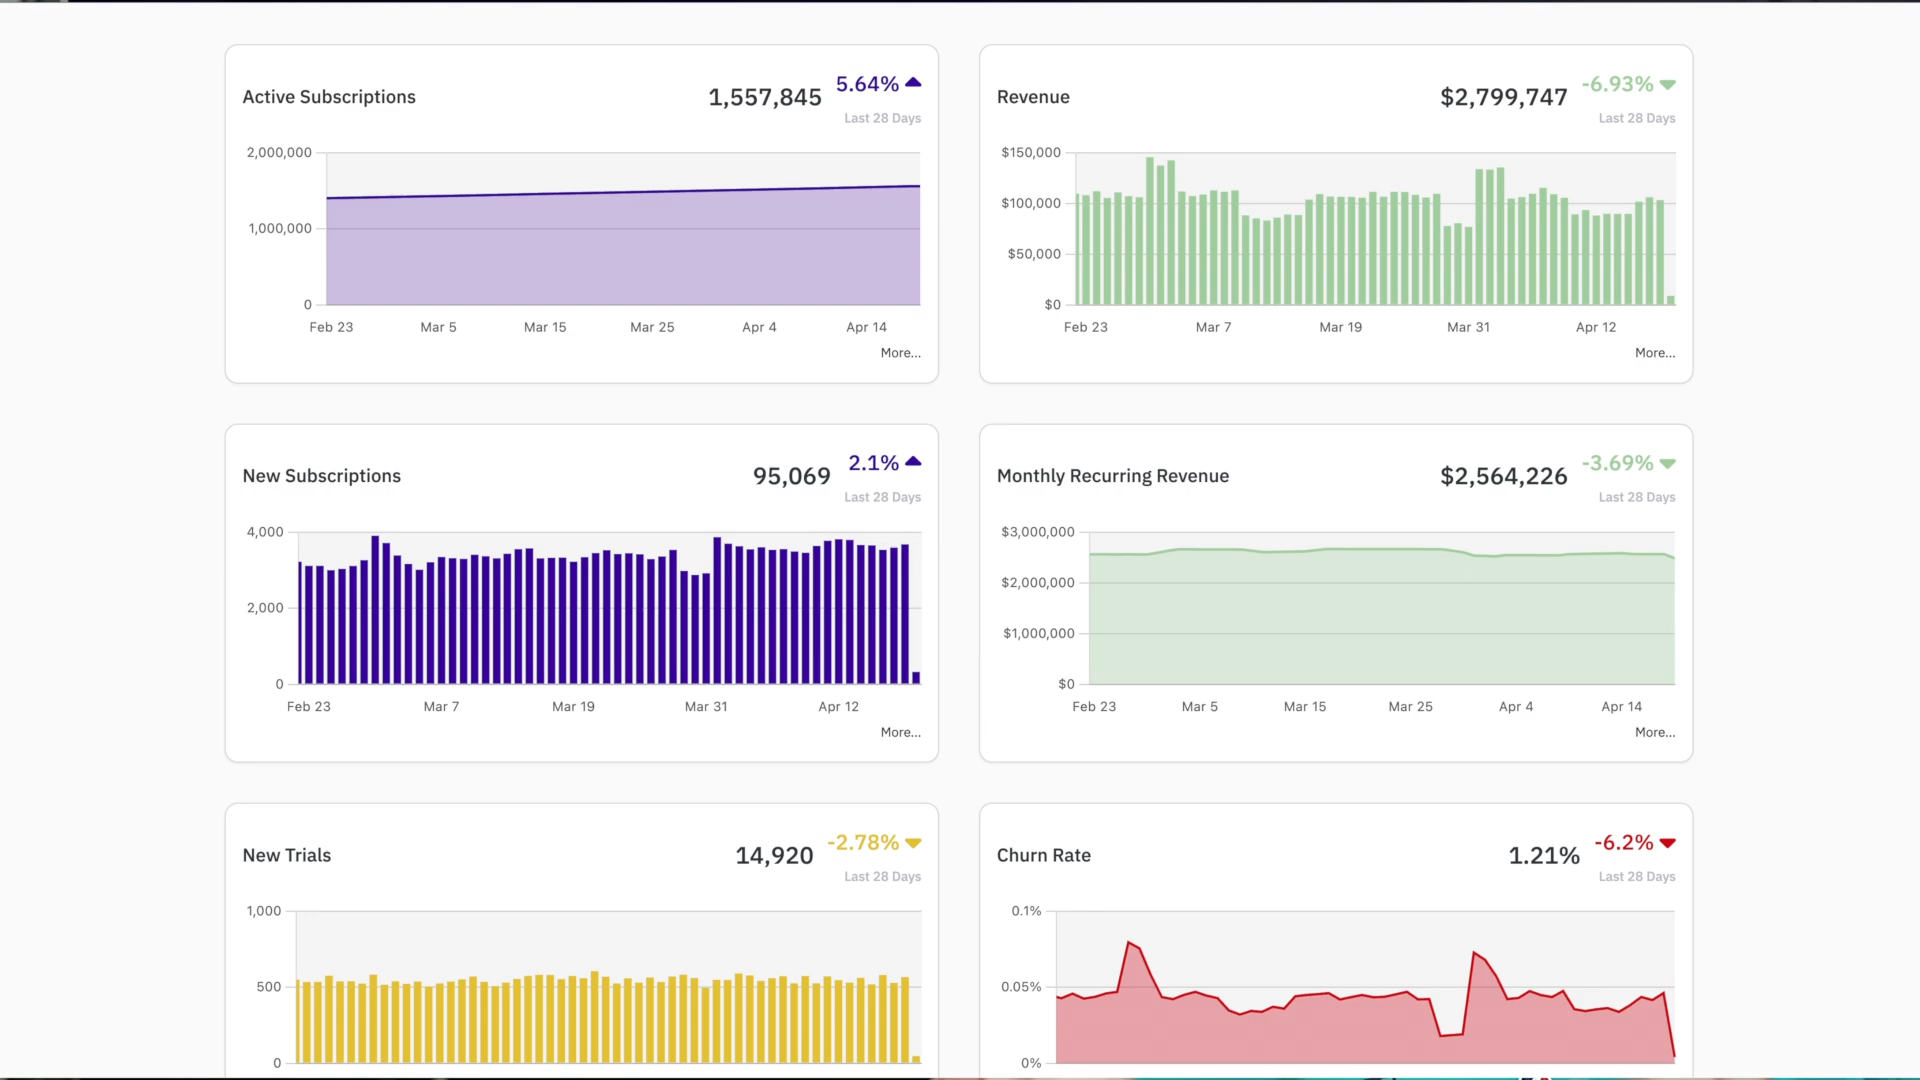 Active Subscriptions
1,557,845
5.64%
Last 28 Days
2,000,000
1,000,000
0
Feb 23 Mar 5 Mar 15 Mar 25 Apr 4 Apr 14
More...
Revenue
$2,799,747
-6.93%
Last 28 Days
$150,000
$100,000
$50,000
$0
Feb 23 Mar 7 Mar 19 Mar 31 Apr 12
More...
New Subscriptions
95,069
2.1%
Last 28 Days
4,000
2,000
0
Feb 23 Mar 7 Mar 19 Mar 31 Apr 12
More...
Monthly Recurring Revenue
$2,564,226
-3.69%
Last 28 Days
$3,000,000
$2,000,000
$1,000,000
$0
Feb 23 Mar 5 Mar 15 Mar 25 Apr 4 Apr 14
More...
New Trials
14,920
-2.78%
Last 28 Days
1,000
500
0
Churn Rate
1.21%
-6.2%
Last 28 Days
0.1%
0.05%
0%